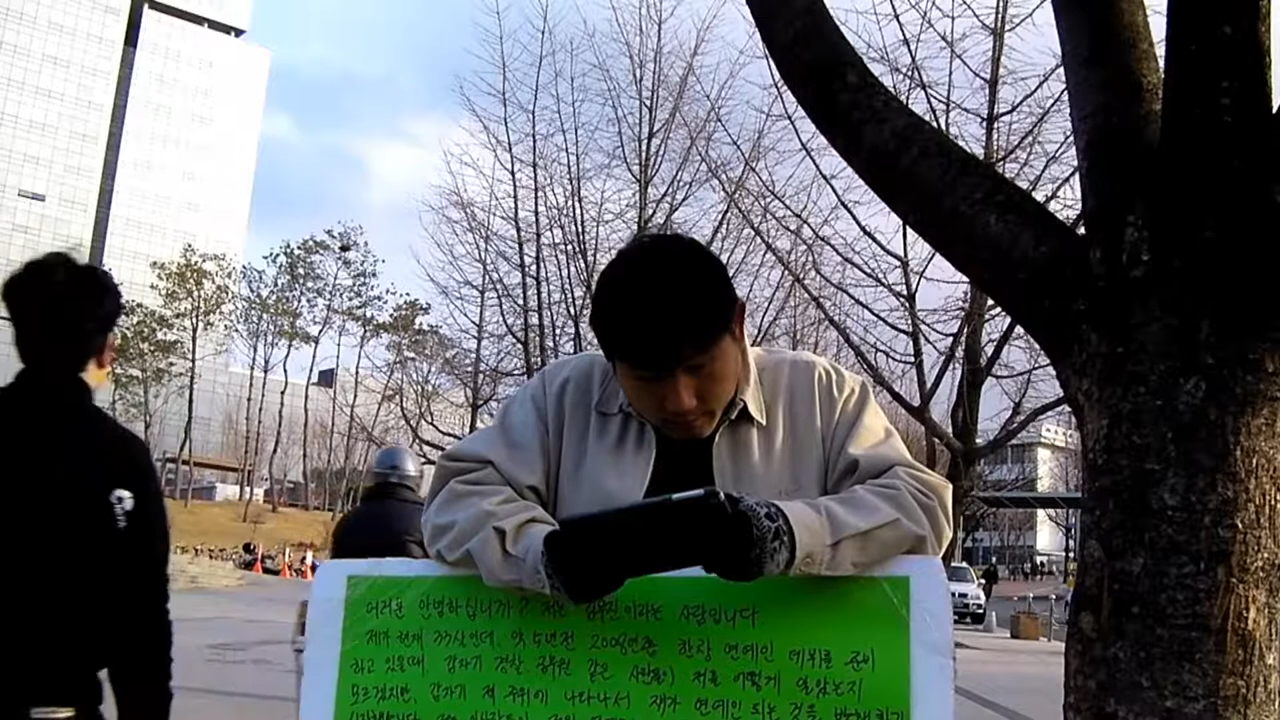 여러분 안녕하십니까? 저는 김유진이라는 사람입니다
제가 현재 33살인데, 약 5년전 2008년쯤 한창 연예인 데뷔를 준비
하고 있을때, 갑자기 경찰 공무원 같은 사람들이 저를 어떻게 알았는지
모르겠지만, 갑자기 제 주위에 나타나서 제가 연예인 되는 것을 방해하기